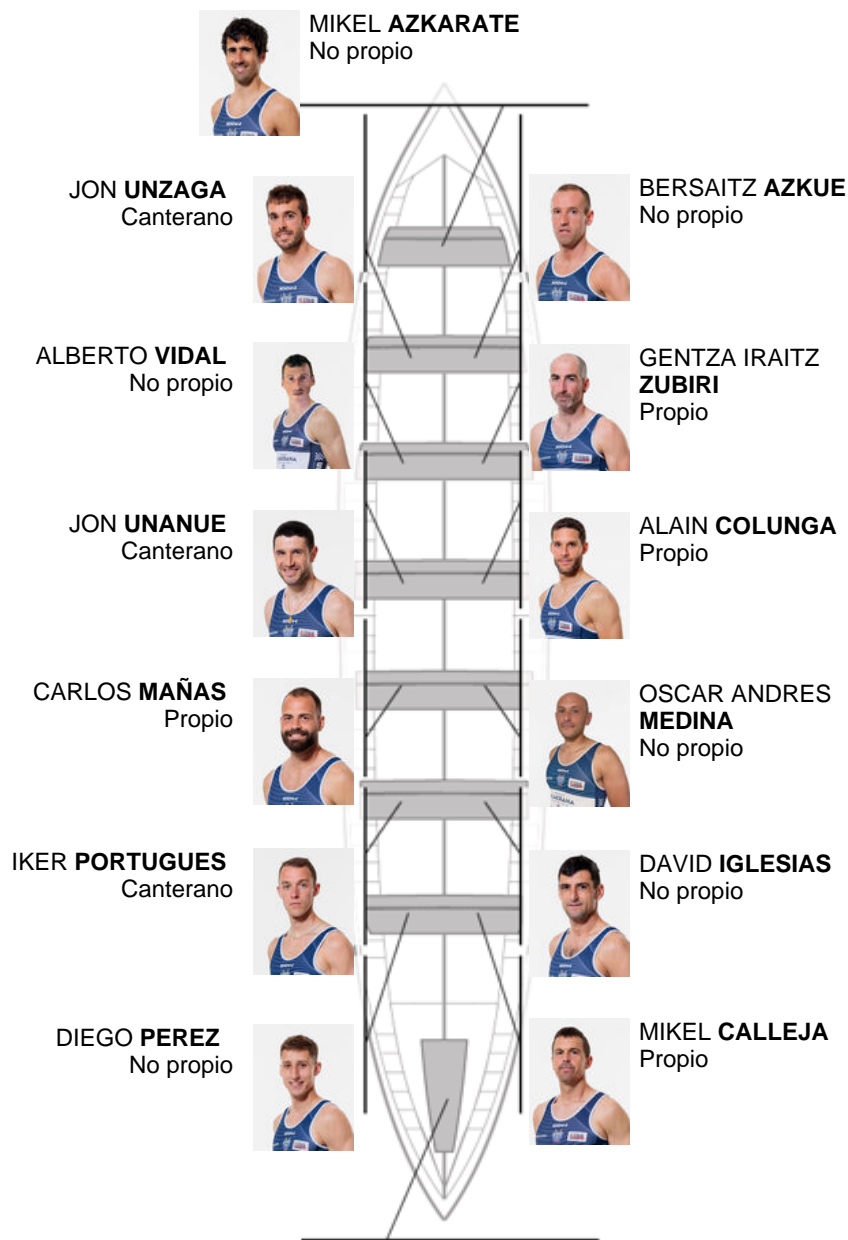 MIKEL AZKARATE
No propio
JON UNZAGA
Canterano
BERSAITZ AZKUE
No propio
ALBERTO VIDAL
No propio
GENTZA IRAITZ
ZUBIRI
Propio
JON UNANUE
Canterano
ALAIN COLUNGA
Propio
CARLOS MAÑAS
Propio
OSCAR ANDRES
MEDINA
No propio
IKER PORTUGUES
Canterano
DAVID IGLESIAS
No propio
DIEGO PEREZ
No propio
MIKEL CALLEJA
Propio